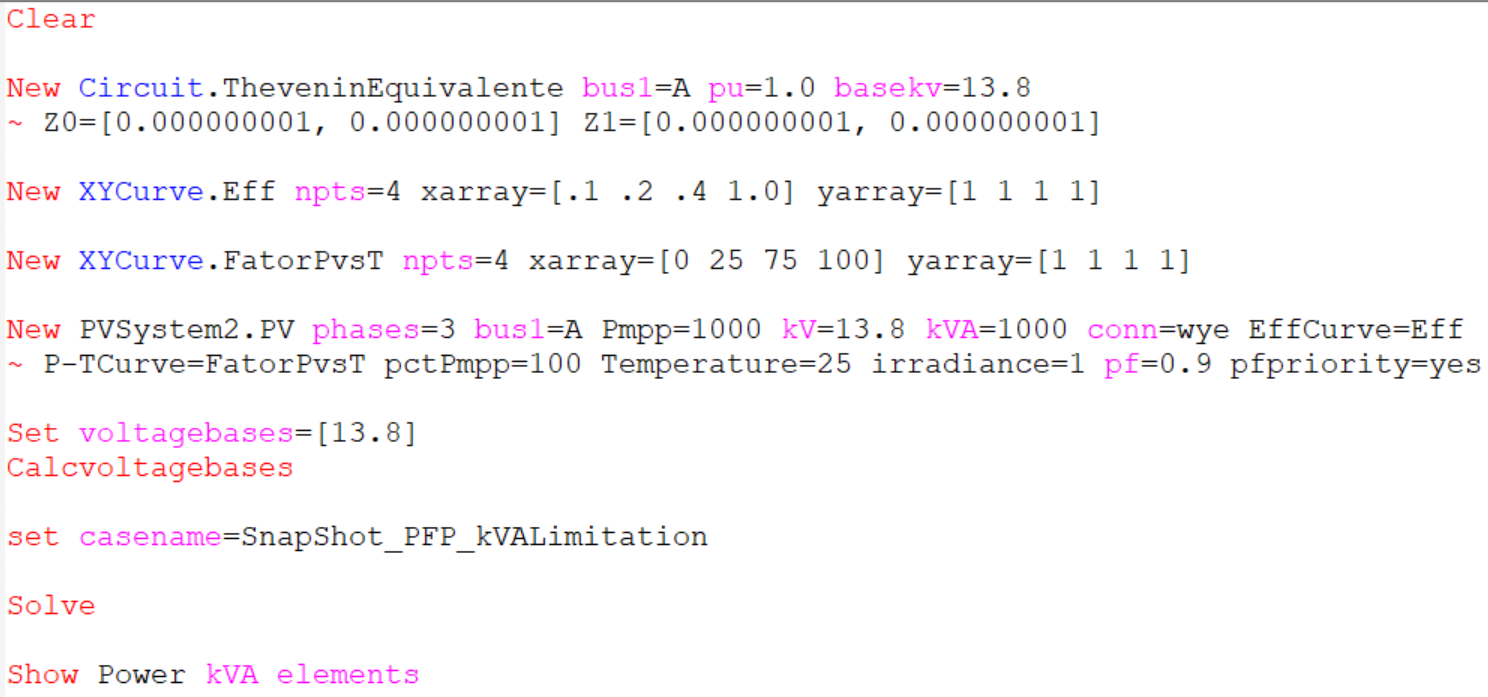 Clear
New Circuit.TheveninEquivalente bus1=A pu=1.0 basekv=13.8
~ Z0=[0.000000001, 0.000000001] Z1=[0.000000001, 0.000000001]
New XYCurve.Eff npts=4 xarray=[.1 .2 .4 1.0] yarray=[1 1 1 1]
New XYCurve.FatorPvsT npts=4 xarray=[0 25 75 100] yarray=[1 1 1 1]
New PVSystem2.PV phases=3 bus1=A Pmpp=1000 kV=13.8 kVA=1000 conn=wye EffCurve=Eff
~ P-TCurve=FatorPvsT pctPmpp=100 Temperature=25 irradiance=1 pf=0.9 pfpriority=yes
Set voltagebases=[13.8]
Calcvoltagebases
set casename=SnapShot_PFP_kVALimitation
Solve
Show Power kVA elements